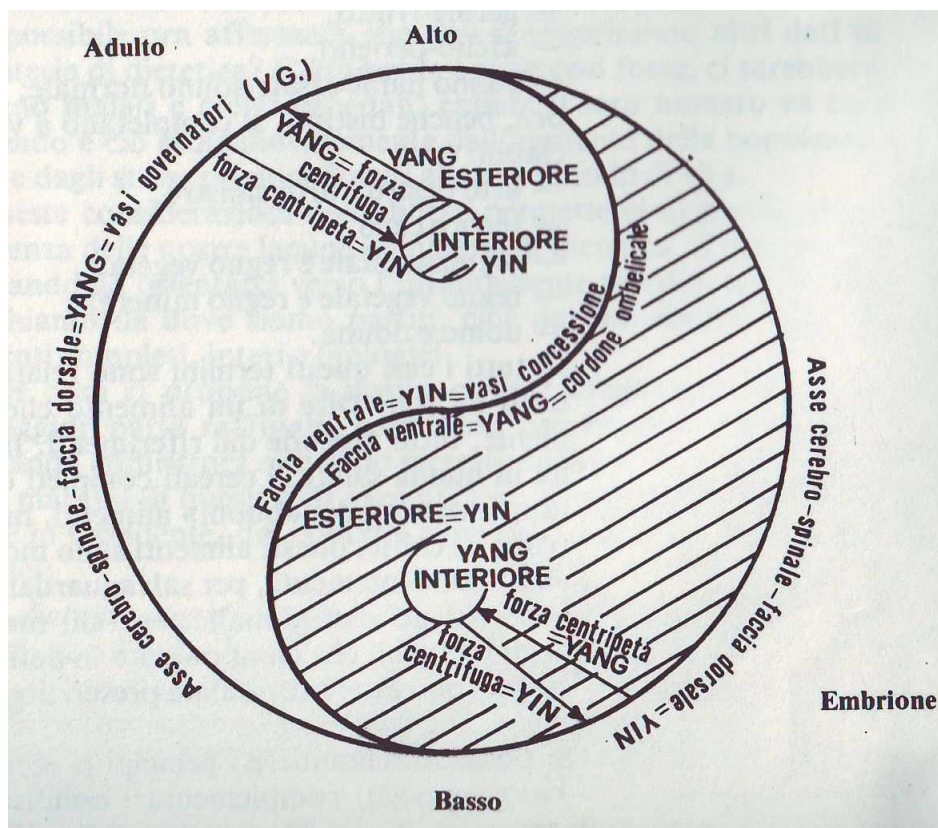 Adulto
Alto
Asse cerebro spinale-faccia dorsale=YANG=vasi governatori (VG.)
YANG= forza
centrifuga
forza centripeta=YIN
YANG
ESTERIORE
INTERIORE
YIN
Faccia ventrale=YIN=vasi concessione
Faccia ventrale=YANG=cordone ombelicale
ESTERIORE=YIN
YANG
INTERIORE
forza centripeta
=YANG
forza
centrifuga=YIN
Asse cerebro-spinale-faccia dorsale=YIN
Embrione
Basso